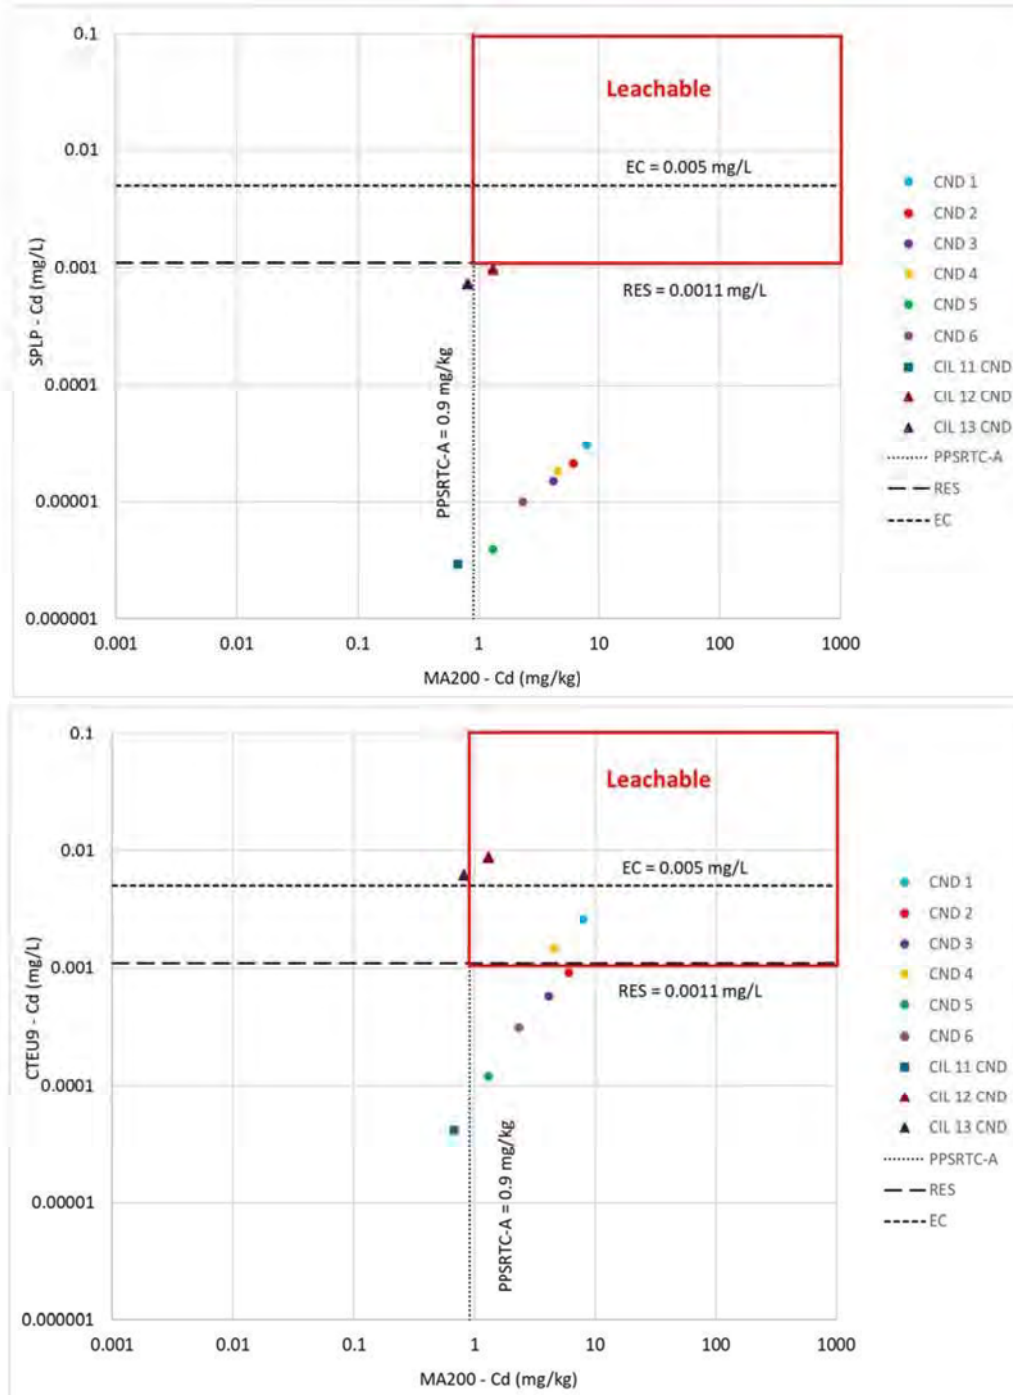 0.1
Leachable
0.01
EC = 0.005 mg/L
0.001
RES = 0.0011 mg/L
SPLP - Cd (mg/L)
0.0001
PPSRTC-A = 0.9 mg/kg
0.00001
0.000001
0.001 0.01 0.1 1 10 100 1000
MA200 - Cd (mg/kg)
CND 1
CND 2
CND 3
CND 4
CND 5
CND 6
CIL 11 CND
CIL 12 CND
CIL 13 CND
PPSRTC-A
RES
EC
0.1
Leachable
0.01
EC = 0.005 mg/L
0.001
RES = 0.0011 mg/L
CTEU9 - Cd (mg/L)
0.0001
PPSRTC-A = 0.9 mg/kg
0.00001
0.000001
0.001 0.01 0.1 1 10 100 1000
MA200 - Cd (mg/kg)
CND 1
CND 2
CND 3
CND 4
CND 5
CND 6
CIL 11 CND
CIL 12 CND
CIL 13 CND
PPSRTC-A
RES
EC